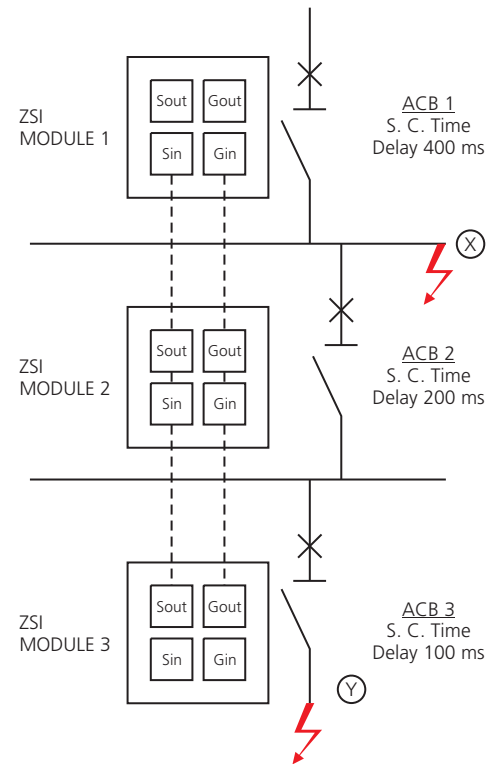 Sout Gout
ZSI
MODULE 1
Sin Gin
ACB 1
S. C. Time
Delay 400 ms
X
Sout Gout
ZSI
MODULE 2
Sin Gin
ACB 2
S. C. Time
Delay 200 ms
Sout Gout
ZSI
MODULE 3
Sin Gin
ACB 3
S. C. Time
Delay 100 ms
Y